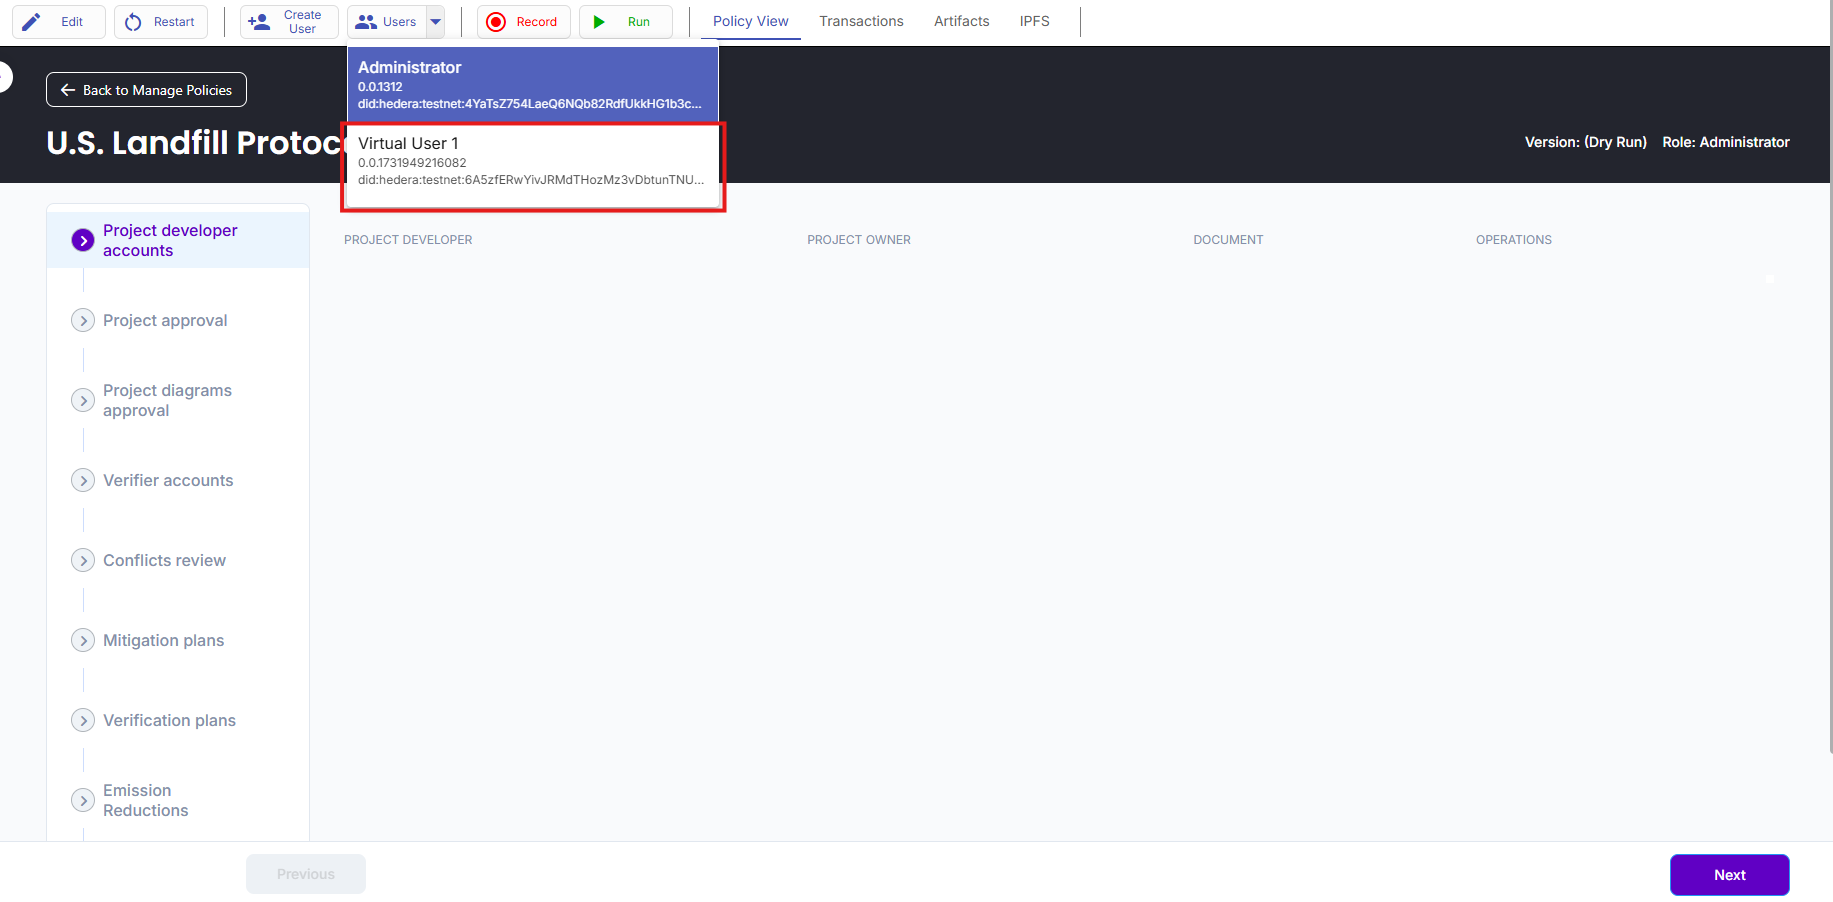 Edit
Restart
Create
User
Users
Record
Run
Policy View
Transactions
Artifacts
IPFS
Back to Manage Policies
Administrator
0.0.1312
did:hedera:testnet:4YaTsZ754LaeQ6NQb82RdfUkkHG1b3c...
U.S. Landfill Protoc
Virtual User 1
0.0.1731949216082
did:hedera:testnet:6A5zfERwYivJRMdTHozMz3vDbtunTNU...
Version: (Dry Run)
Role: Administrator
Project developer
accounts
Project approval
Project diagrams
approval
Verifier accounts
Conflicts review
Mitigation plans
Verification plans
Emission
Reductions
PROJECT DEVELOPER
PROJECT OWNER
DOCUMENT
OPERATIONS
Previous
Next